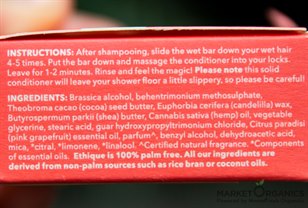 INSTRUCTIONS: After shampooing, slide the wet bar down your wet hair
4-5 times. Put the bar down and massage the conditioner into your locks.
Leave for 1-2 minutes. Rinse and feel the magic! Please note this solid
conditioner will leave your shower floor a little slippery, so please be careful!
INGREDIENTS: Brassica alcohol, behentrimonium methosulphate,
Theobroma cacao (cocoa) seed butter, Euphorbia cerifera (candelilla) wax,
Butyrospermum parkii (shea) butter, Cannabis sativa (hemp) oil, vegetable
glycerine, stearic acid, guar hydroxypropyltrimonium chloride, Citrus paradisi
(pink grapefruit) essential oil, parfum^, benzyl alcohol, dehydroacetic acid,
mica, *citral, *limonene, *linalool. ^Certified natural fragrance. *Components
of essential oils. Ethique is 100% palm free. All our ingredients are
derived from non-palm sources such as rice bran or coconut oils.
MARKET ORGANICS